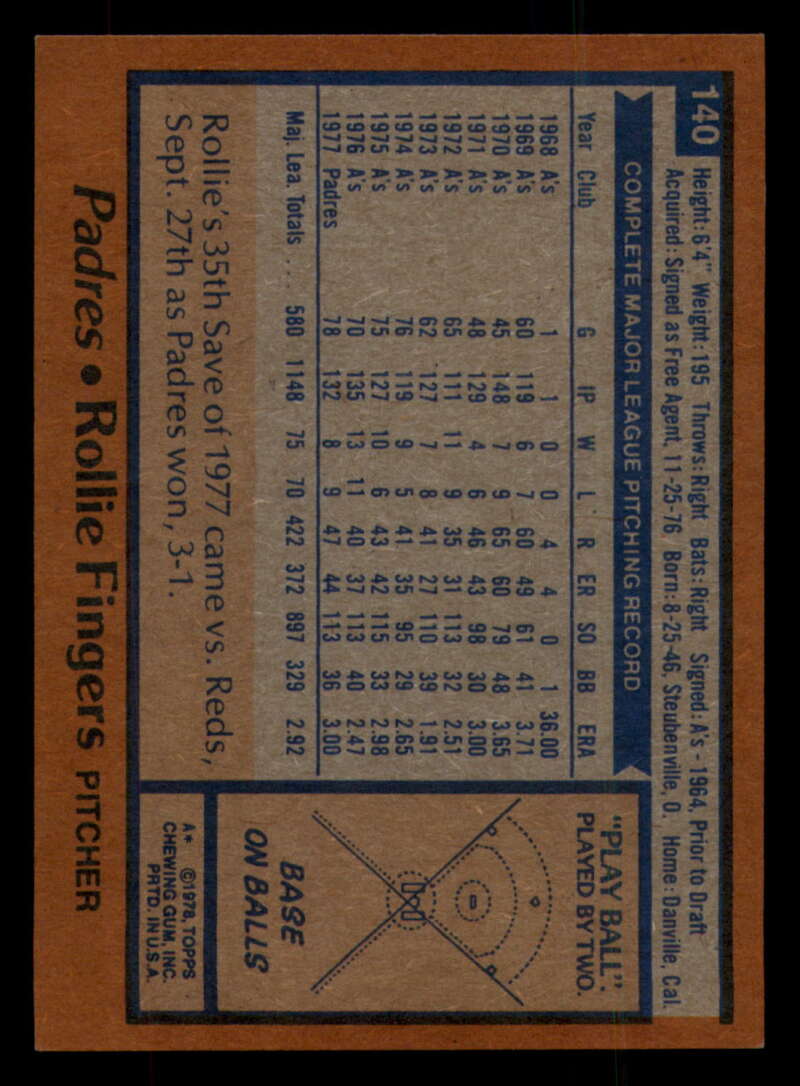 140
Height: 6'4" Weight: 195 Throws: Right Bats: Right Signed: A's - 1964, Prior to Draft
Acquired: Signed as Free Agent, 11-25-76 Born: 8-25-46, Steubenville, O. Home: Danville, Cal.
COMPLETE MAJOR LEAGUE PITCHING RECORD
Year Club G IP W L R ER SO BB ERA
1968 A's 1 1 0 0 4 4 0 1 36.00
1969 A's 60 119 6 7 60 49 61 41 3.71
1970 A's 45 148 7 9 65 60 79 48 3.65
1971 A's 48 129 4 6 46 43 98 30 3.00
1972 A's 65 111 11 9 35 31 113 32 2.51
1973 A's 62 127 7 8 41 27 110 39 1.91
1974 A's 76 119 9 5 41 35 95 29 2.65
1975 A's 75 127 10 6 43 42 115 33 2.98
1976 A's 70 135 13 11 40 37 113 40 2.47
1977 Padres 78 132 8 9 47 44 113 36 3.00
Maj. Lea. Totals ... 580 1148 75 70 422 372 897 329 2.92
Rollie's 35th Save of 1977 came vs. Reds,
Sept. 27th as Padres won, 3-1.
"PLAY BALL":
PLAYED BY TWO.
BASE
ON BALLS
A* ©1978, TOPPS
CHEWING GUM, INC.
PRTD. IN U.S.A.
Padres • Rollie Fingers PITCHER